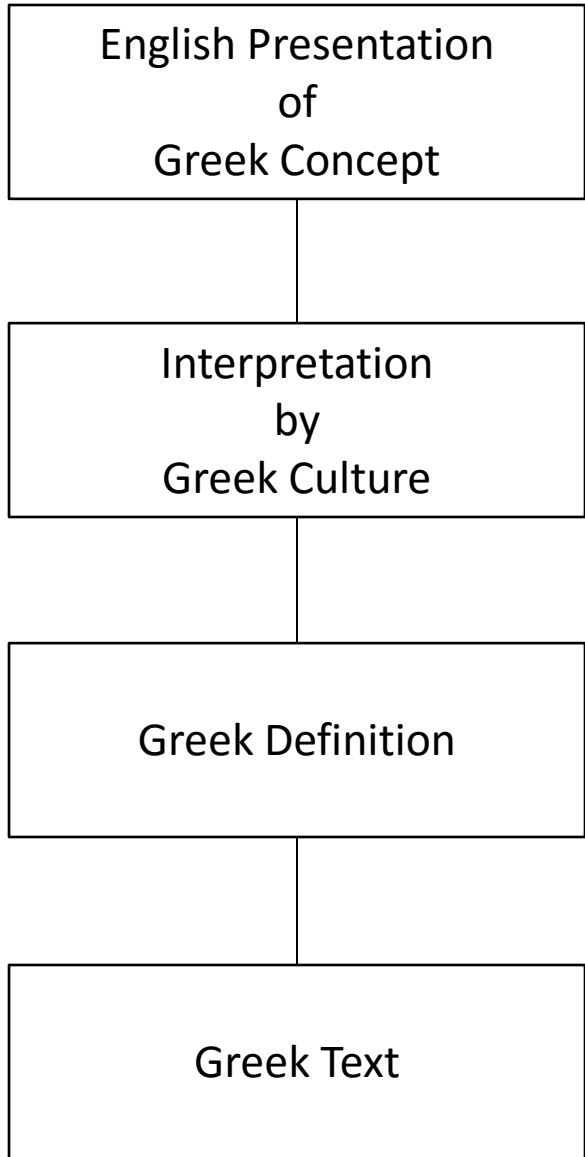 English Presentation
of
Greek Concept
Interpretation
by
Greek Culture
Greek Definition
Greek Text